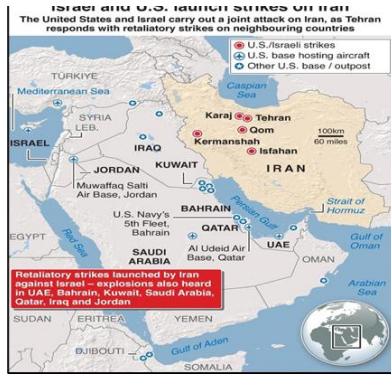 Israel and U.S. launch strikes on Iran
The United States and Israel carry out a joint attack on Iran, as Tehran
responds with retaliatory strikes on neighbouring countries
U.S./Israeli strikes
U.S. base hosting aircraft
Other U.S. base / outpost
TÜRKIYE
Mediterranean Sea
Caspian
Sea
SYRIA
LEB.
ISRAEL
Karaj
Tehran
Qom
Kermanshah
Isfahan
100km
60 miles
IRAQ
IRAN
JORDAN
KUWAIT
Muwaffaq Salti
Air Base, Jordan
BAHRAIN
Strait of
Hormuz
U.S. Navy's
5th Fleet,
Bahrain
Persian Gulf
QATAR
Gulf of
Oman
EGYPT
Red Sea
SAUDI
ARABIA
Al Udeid Air
Base, Qatar
UAE
OMAN
Retaliatory strikes launched by Iran
against Israel – explosions also heard
in UAE, Bahrain, Kuwait, Saudi Arabia,
Qatar, Iraq and Jordan
Arabian
Sea
SUDAN
ERITREA
YEMEN
DJIBOUTI
Gulf of Aden
SOMALIA